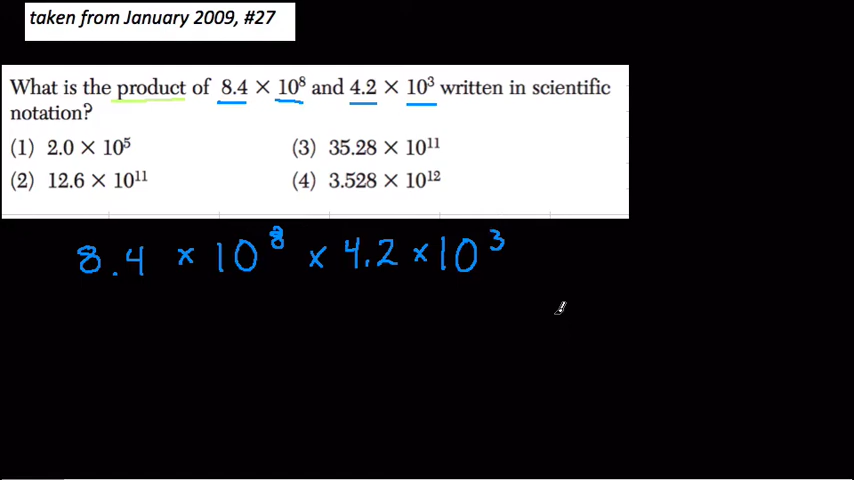 taken from January 2009, #27
What is the product of 8.4 × 10⁸ and 4.2 × 10³ written in scientific
notation?
(1) 2.0 × 10⁵ (3) 35.28 × 10¹¹
(2) 12.6 × 10¹¹ (4) 3.528 × 10¹²
8.4 × 10⁸ × 4.2 × 10³